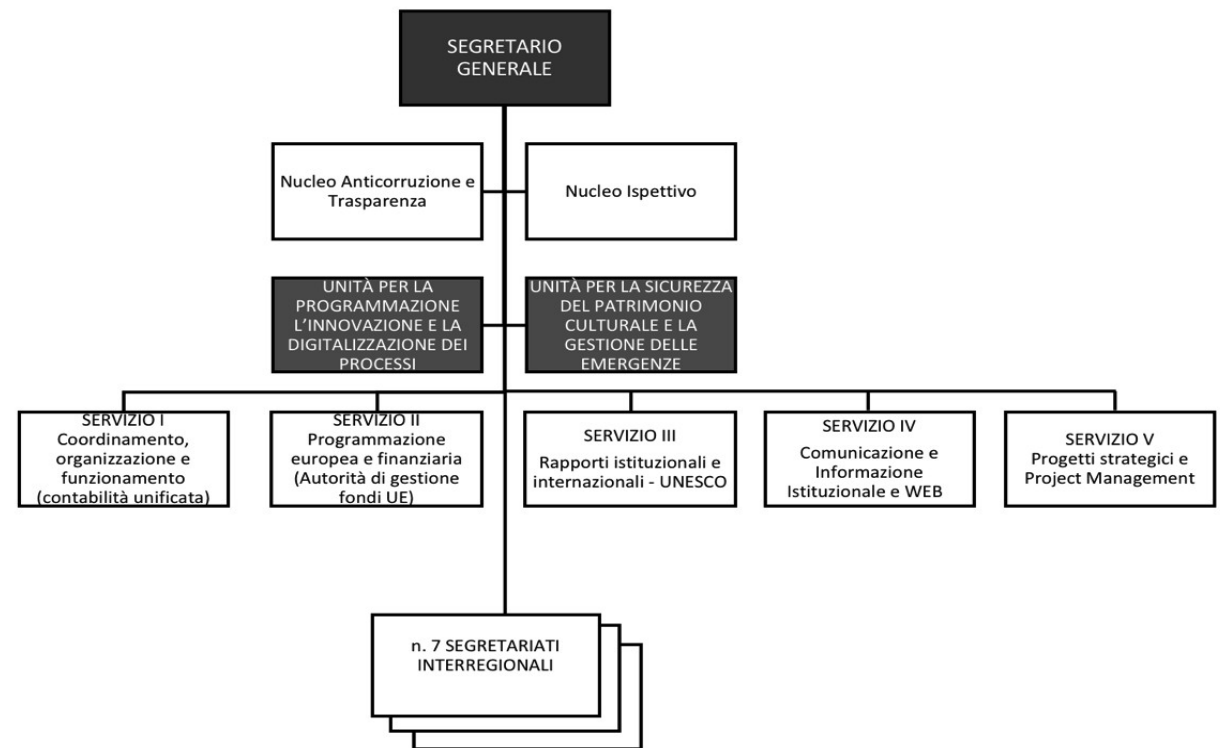 SEGRETARIO
GENERALE
Nucleo Anticorruzione e
Trasparenza
Nucleo Ispettivo
UNITÀ PER LA
PROGRAMMAZIONE
L’INNOVAZIONE E LA
DIGITALIZZAZIONE DEI
PROCESSI
UNITÀ PER LA SICUREZZA
DEL PATRIMONIO
CULTURALE E LA
GESTIONE DELLE
EMERGENZE
SERVIZIO I
Coordinamento,
organizzazione e
funzionamento
(contabilità unificata)
SERVIZIO II
Programmazione
europea e finanziaria
(Autorità di gestione
fondi UE)
SERVIZIO III
Rapporti istituzionali e
internazionali - UNESCO
SERVIZIO IV
Comunicazione e
Informazione
Istituzionale e WEB
SERVIZIO V
Progetti strategici e
Project Management
n. 7 SEGRETARIATI
INTERREGIONALI